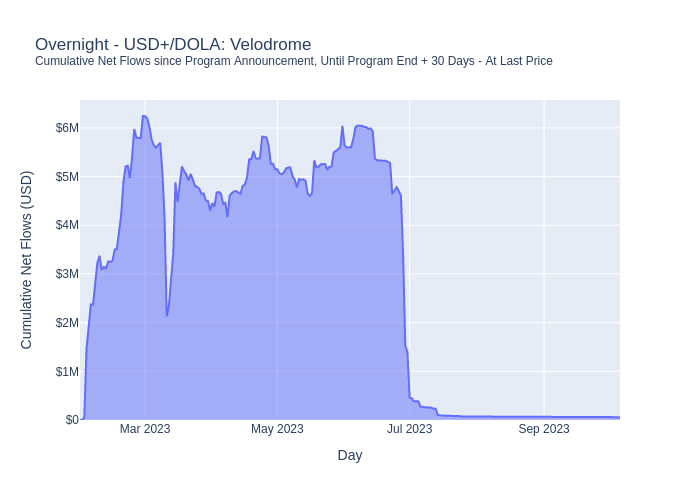 Overnight - USD+/DOLA: Velodrome
Cumulative Net Flows since Program Announcement, Until Program End + 30 Days - At Last Price
Cumulative Net Flows (USD)
$6M
$5M
$4M
$3M
$2M
$1M
$0
Mar 2023
May 2023
Jul 2023
Sep 2023
Day